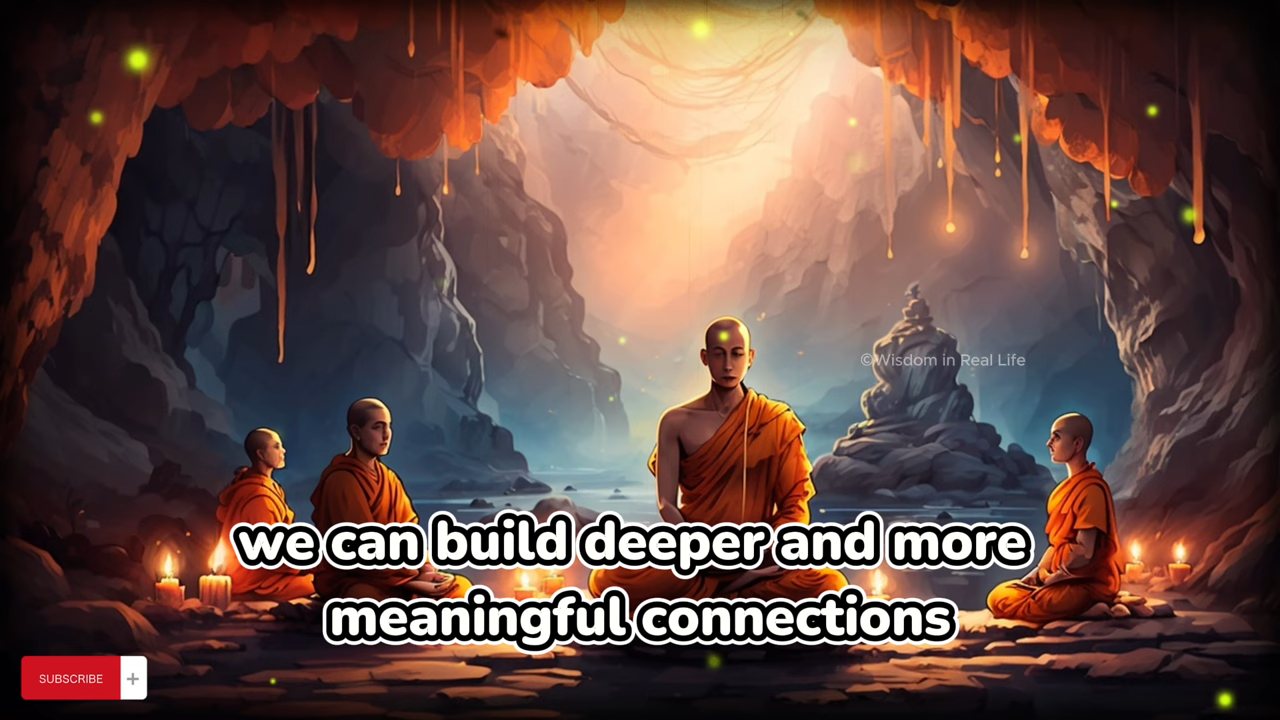 ©Wisdom in Real Life
we can build deeper and more
meaningful connections
SUBSCRIBE +